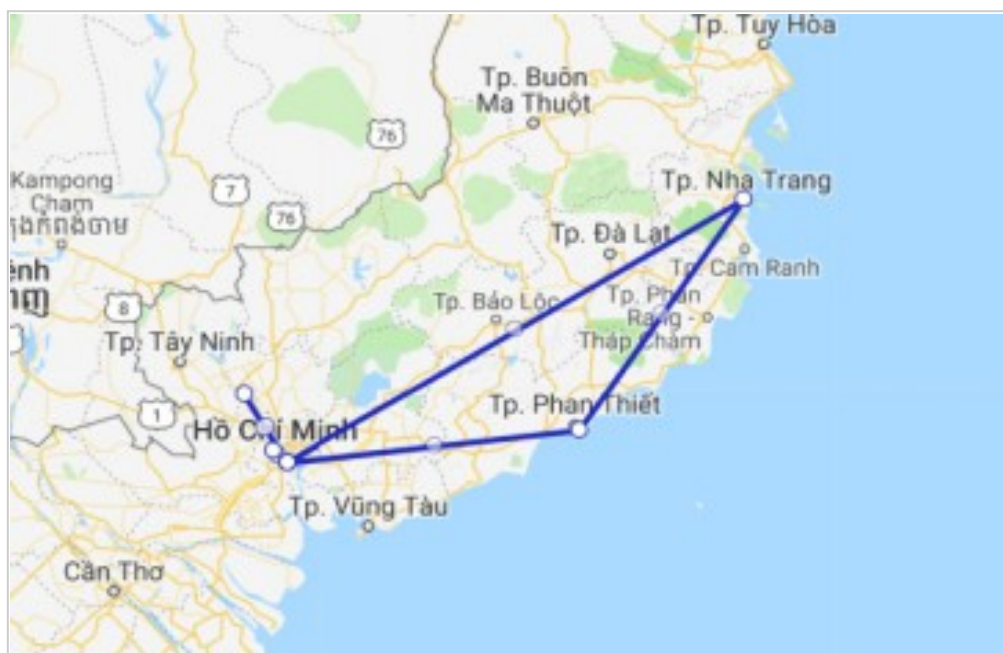 Tp. Tuy Hòa
Tp. Buôn
Ma Thuột
76
Kampong
Cham
7
Tp. Nha Trang
76
Tp. Đà Lạt
Tp. Cam Ranh
8
Tp. Bảo Lộc
Tp. Phan
Rang -
Tháp Chàm
Tp. Tây Ninh
1
Tp. Phan Thiết
Hồ Chí Minh
Tp. Vũng Tàu
Cần Thơ